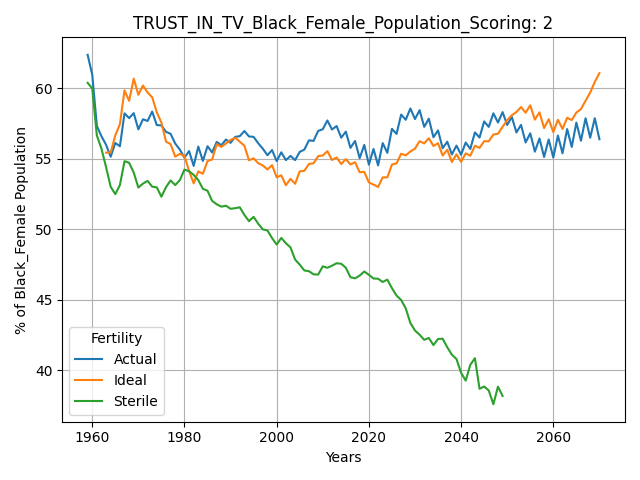 TRUST_IN_TV_Black_Female_Population_Scoring: 2
% of Black_Female Population
60
55
50
45
40
Fertility
Actual
Ideal
Sterile
1960 1980 2000 2020 2040 2060
Years